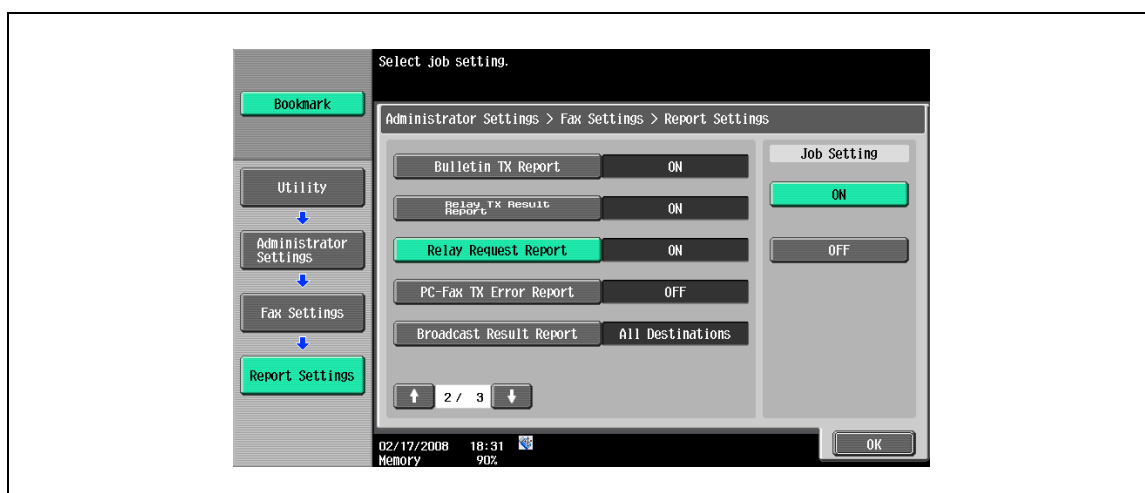 Select job setting.
Bookmark
Administrator Settings > Fax Settings > Report Settings
Utility
Administrator
Settings
Fax Settings
Report Settings
Bulletin TX Report ON
Relay TX Result
Report ON
Relay Request Report ON
PC-Fax TX Error Report OFF
Broadcast Result Report All Destinations
2/ 3
Job Setting
ON
OFF
02/17/2008 18:31
Memory 90%
OK